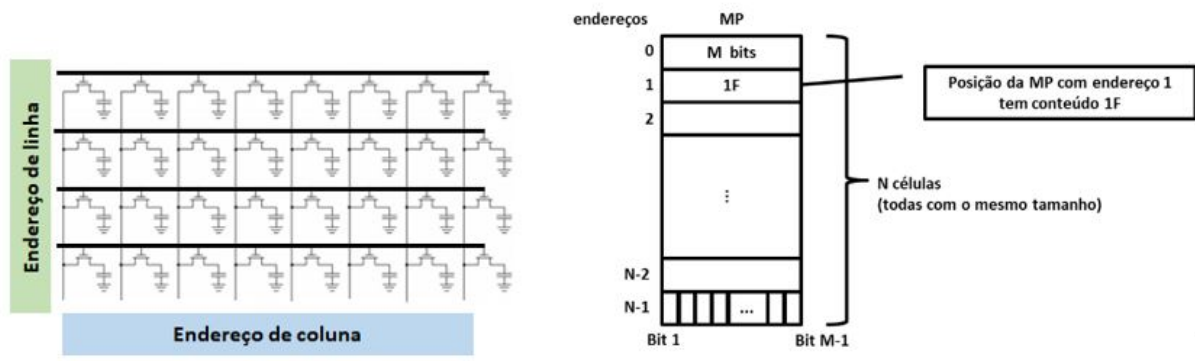 Endereço de linha
Endereço de coluna
endereços MP
0 M bits
1 1F
2
⋮
N-2
N-1 ...
Bit 1 Bit M-1
Posição da MP com endereço 1
tem conteúdo 1F
N células
(todas com o mesmo tamanho)